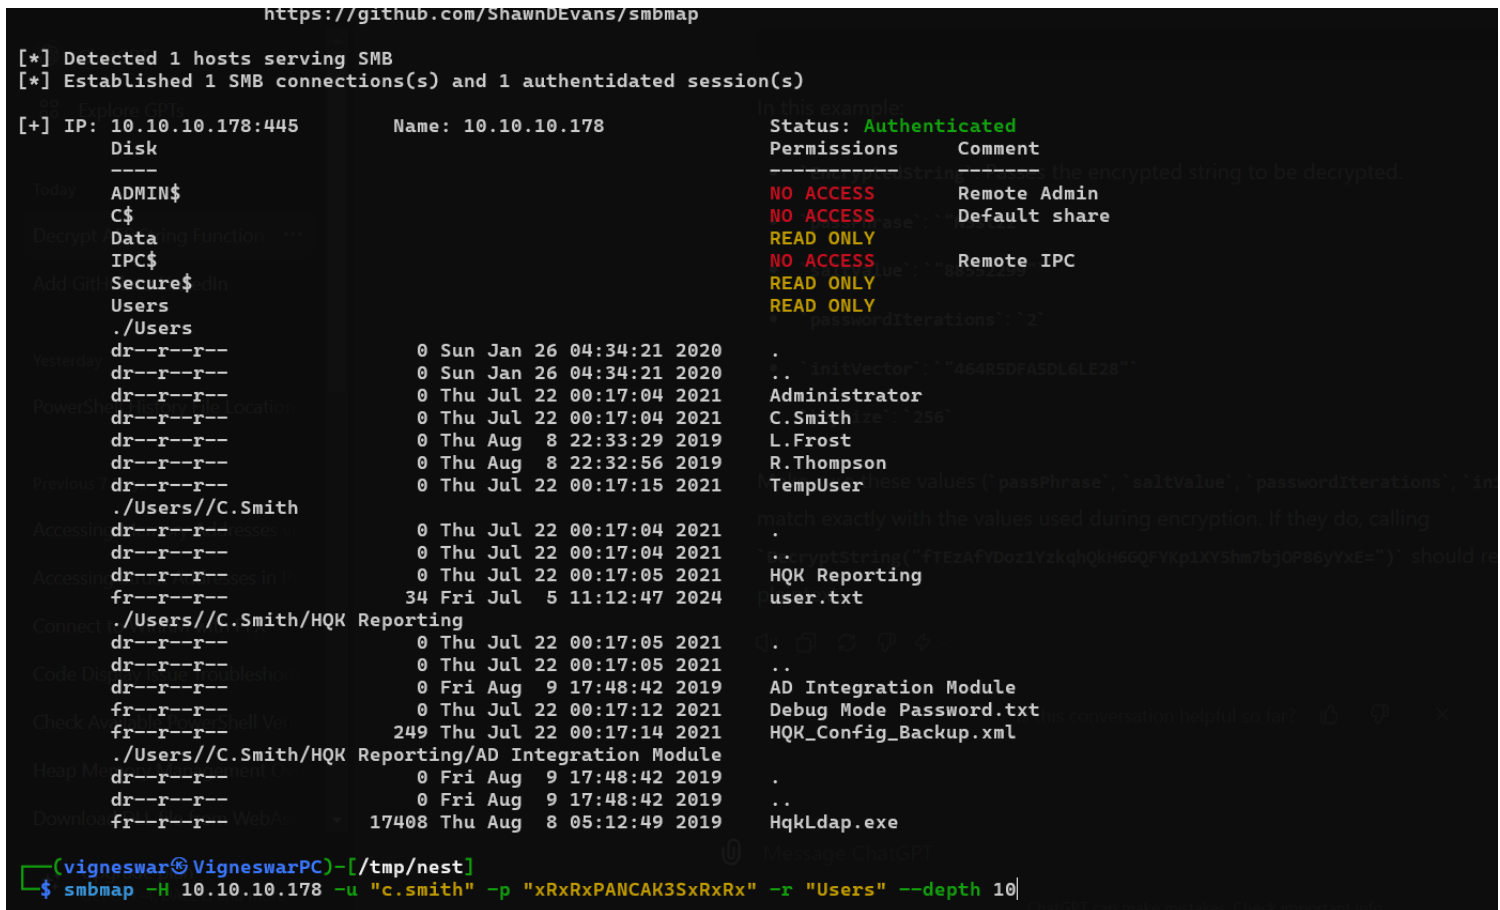 https://github.com/ShawnDEvans/smbmap
[*] Detected 1 hosts serving SMB
[*] Established 1 SMB connections(s) and 1 authentidated session(s)
[+] IP: 10.10.10.178:445 Name: 10.10.10.178 Status: Authenticated
Disk Permissions Comment
---- ----------- -------
ADMIN$ NO ACCESS Remote Admin
C$ NO ACCESS Default share
Data READ ONLY
IPC$ NO ACCESS Remote IPC
Secure$ READ ONLY
Users READ ONLY
./Users
dr--r--r-- 0 Sun Jan 26 04:34:21 2020 .
dr--r--r-- 0 Sun Jan 26 04:34:21 2020 ..
dr--r--r-- 0 Thu Jul 22 00:17:04 2021 Administrator
dr--r--r-- 0 Thu Jul 22 00:17:04 2021 C.Smith
dr--r--r-- 0 Thu Aug 8 22:33:29 2019 L.Frost
dr--r--r-- 0 Thu Aug 8 22:32:56 2019 R.Thompson
dr--r--r-- 0 Thu Jul 22 00:17:15 2021 TempUser
./Users//C.Smith
dr--r--r-- 0 Thu Jul 22 00:17:04 2021 .
dr--r--r-- 0 Thu Jul 22 00:17:04 2021 ..
dr--r--r-- 0 Thu Jul 22 00:17:05 2021 HQK Reporting
fr--r--r-- 34 Fri Jul 5 11:12:47 2024 user.txt
./Users//C.Smith/HQK Reporting
dr--r--r-- 0 Thu Jul 22 00:17:05 2021 .
dr--r--r-- 0 Thu Jul 22 00:17:05 2021 ..
dr--r--r-- 0 Fri Aug 9 17:48:42 2019 AD Integration Module
fr--r--r-- 0 Thu Jul 22 00:17:12 2021 Debug Mode Password.txt
fr--r--r-- 249 Thu Jul 22 00:17:14 2021 HQK_Config_Backup.xml
./Users//C.Smith/HQK Reporting/AD Integration Module
dr--r--r-- 0 Fri Aug 9 17:48:42 2019 .
dr--r--r-- 0 Fri Aug 9 17:48:42 2019 ..
fr--r--r-- 17408 Thu Aug 8 05:12:49 2019 HqkLdap.exe
┌──(vigneswar㉿VigneswarPC)-[/tmp/nest]
└─$ smbmap -H 10.10.10.178 -u "c.smith" -p "xRxRxPANCAK3SxRxRx" -r "Users" --depth 10